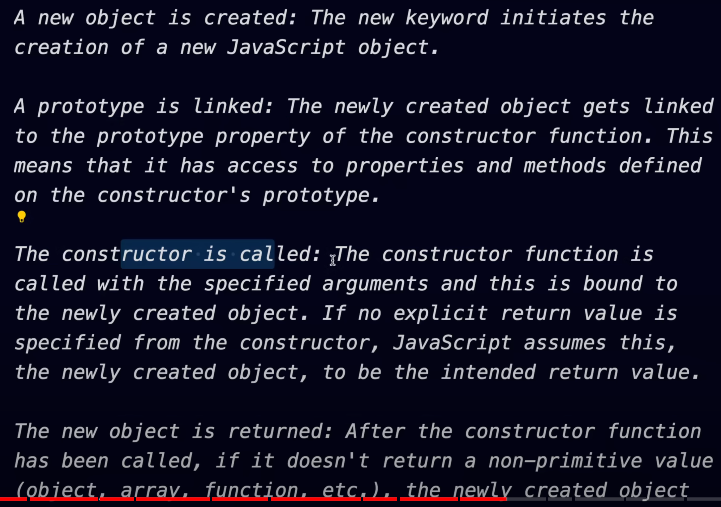 A new object is created: The new keyword initiates the
creation of a new JavaScript object.
A prototype is linked: The newly created object gets linked
to the prototype property of the constructor function. This
means that it has access to properties and methods defined
on the constructor's prototype.
The constructor is called: The constructor function is
called with the specified arguments and this is bound to
the newly created object. If no explicit return value is
specified from the constructor, JavaScript assumes this,
the newly created object, to be the intended return value.
The new object is returned: After the constructor function
has been called, if it doesn't return a non-primitive value
(object, array, function, etc.), the newly created object